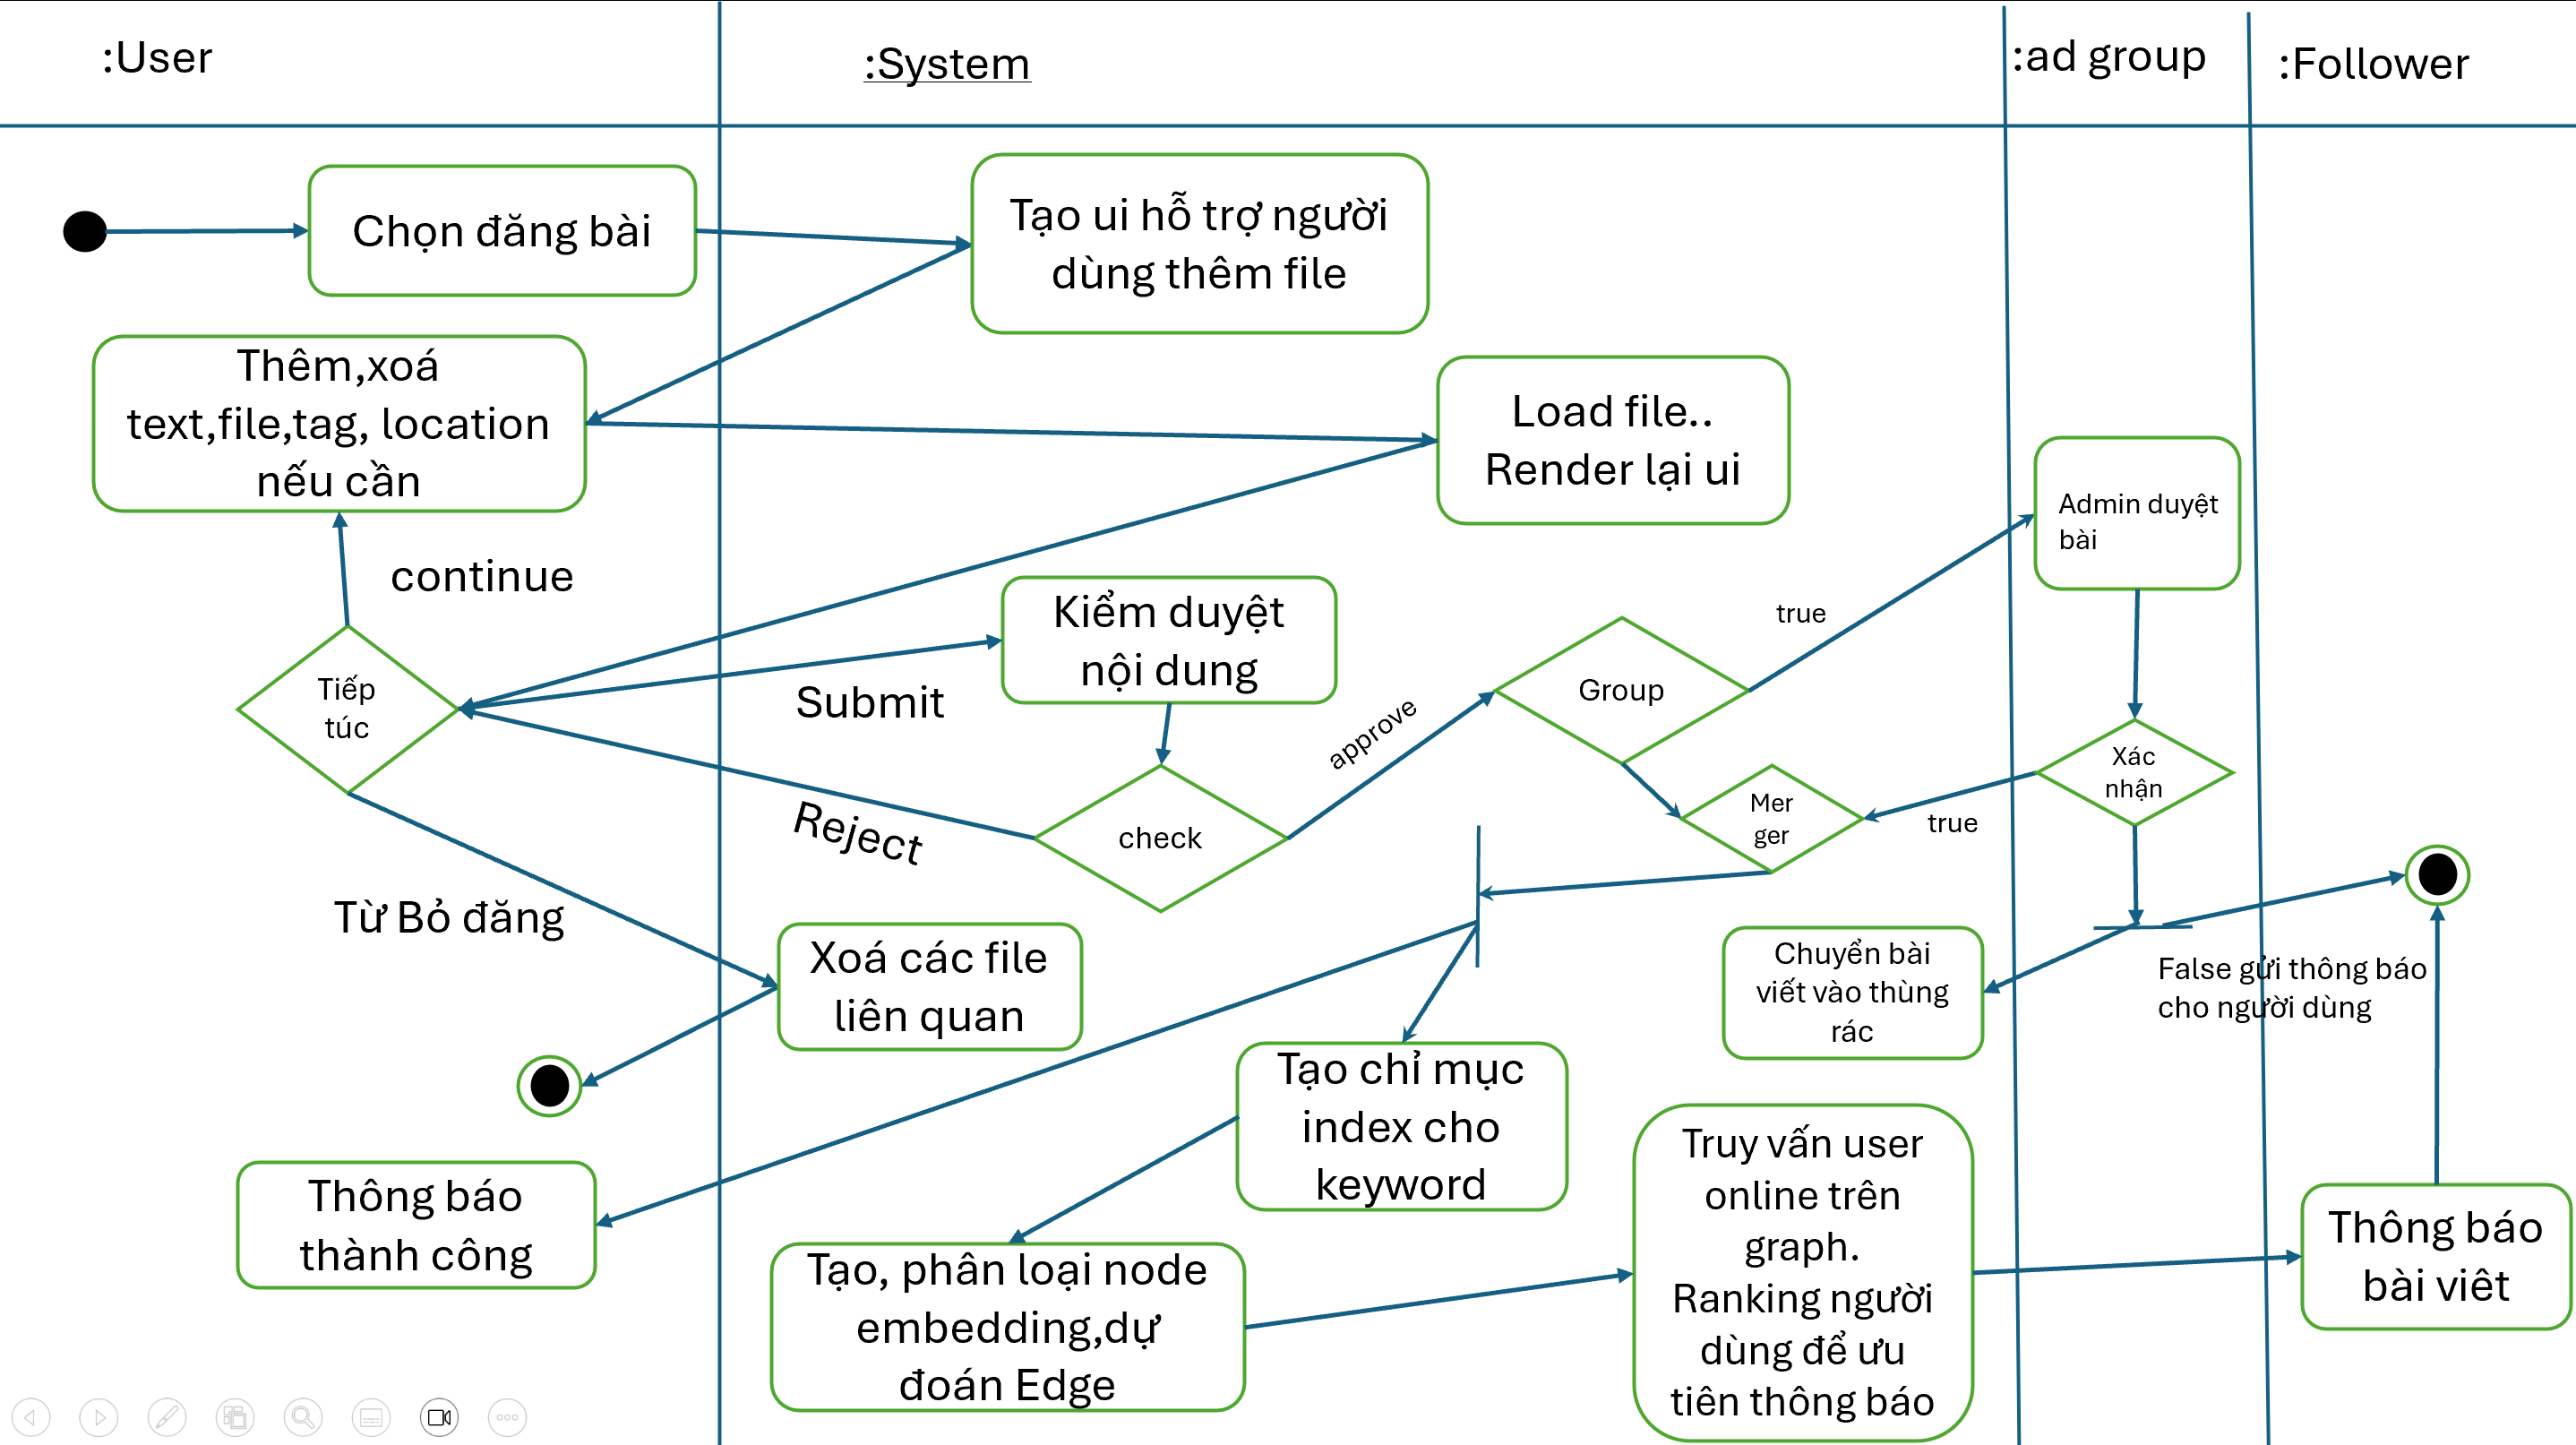 :User
:System
:ad group
:Follower
Chọn đăng bài
Tạo ui hỗ trợ người
dùng thêm file
Thêm,xoá
text,file,tag, location
nếu cần
Load file..
Render lại ui
Admin duyệt
bài
continue
Kiểm duyệt
nội dung
true
Tiếp
túc
Submit
Group
approve
Xác
nhận
Mer
ger
true
Reject
check
Từ Bỏ đăng
Xoá các file
liên quan
Chuyển bài
viết vào thùng
rác
False gửi thông báo
cho người dùng
Tạo chỉ mục
index cho
keyword
Thông báo
thành công
Truy vấn user
online trên
graph.
Ranking người
dùng để ưu
tiên thông báo
Thông báo
bài viêt
Tạo, phân loại node
embedding,dự
đoán Edge